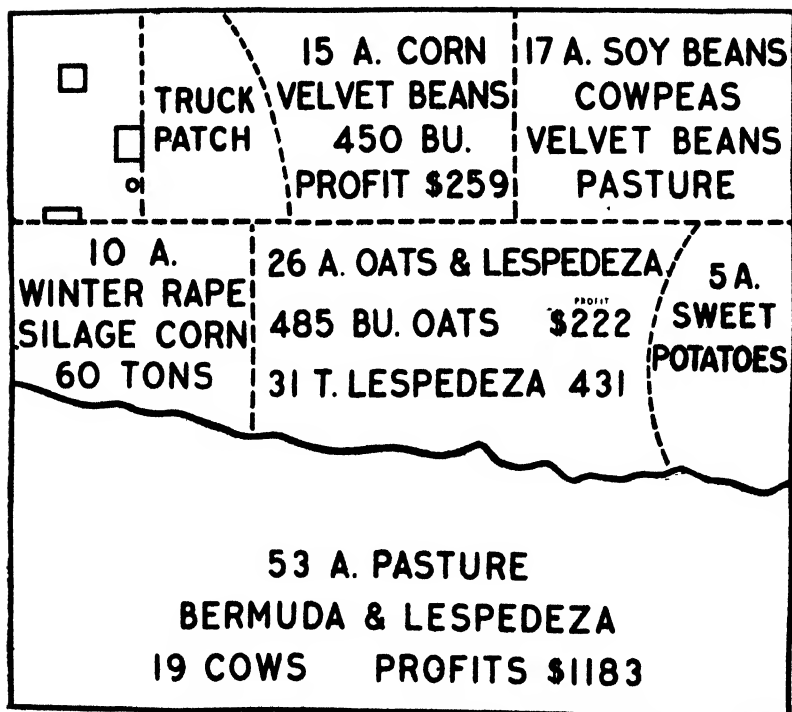 TRUCK
PATCH
15 A. CORN
VELVET BEANS
450 BU.
PROFIT $259
17 A. SOY BEANS
COWPEAS
VELVET BEANS
PASTURE
10 A.
WINTER RAPE
SILAGE CORN
60 TONS
26 A. OATS & LESPEDEZA
PROFIT
485 BU. OATS $222
31 T. LESPEDEZA 431
5 A.
SWEET
POTATOES
53 A. PASTURE
BERMUDA & LESPEDEZA
19 COWS PROFITS $1183